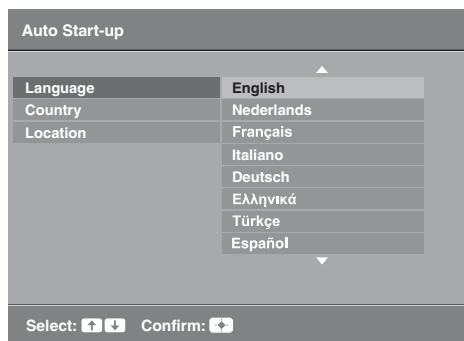 Auto Start-up
Language
Country
Location
English
Nederlands
Français
Italiano
Deutsch
Ελληνικά
Türkçe
Español
Select: Confirm: